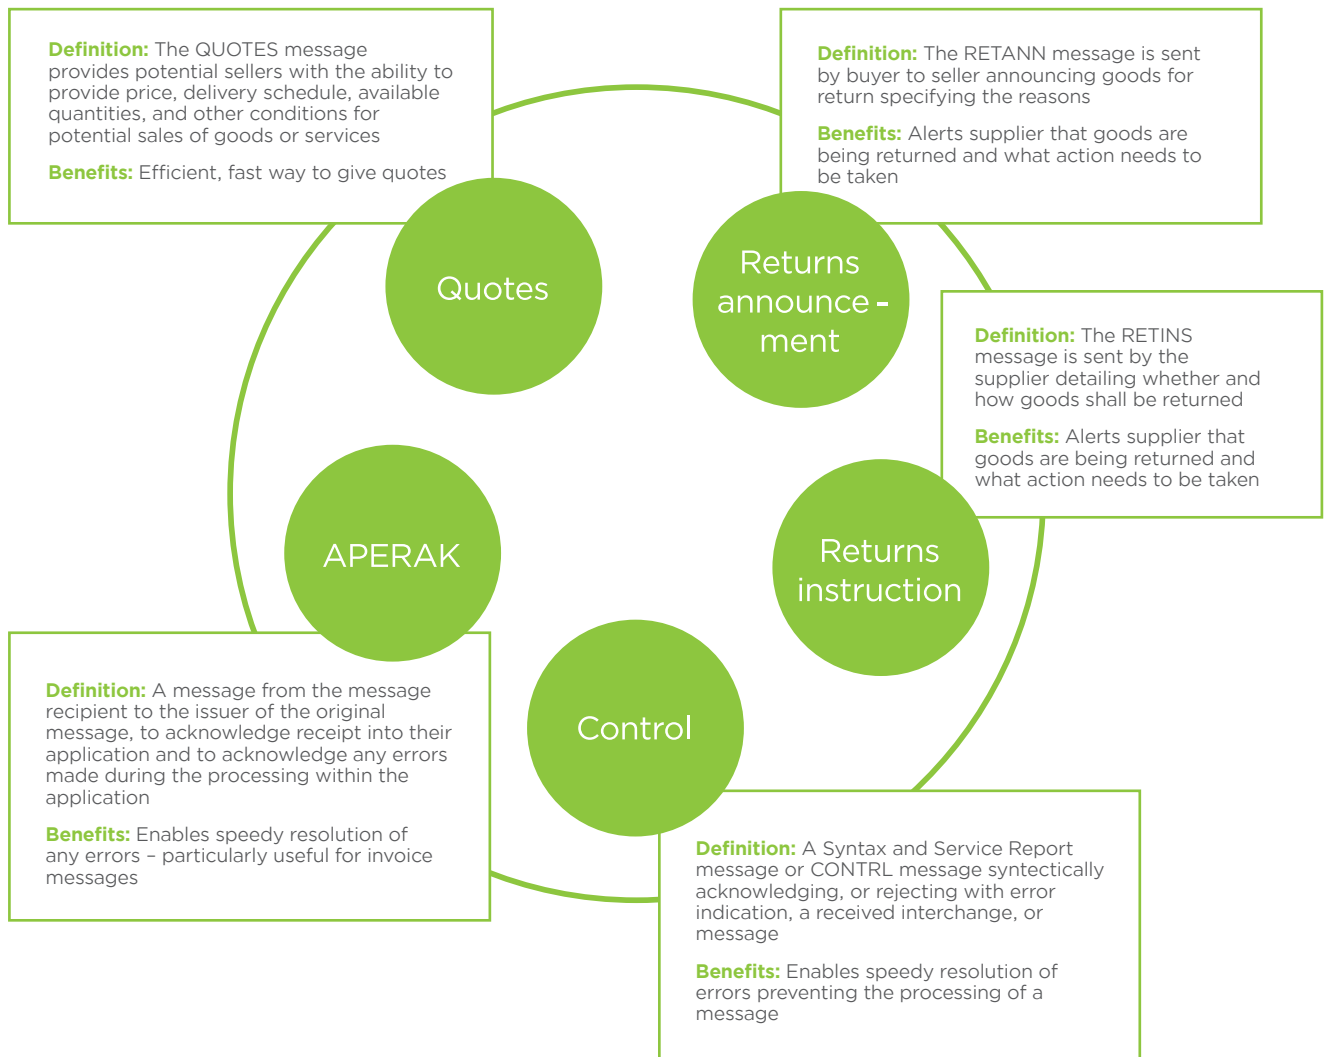 Definition: The QUOTES message
provides potential sellers with the ability to
provide price, delivery schedule, available
quantities, and other conditions for
potential sales of goods or services
Benefits: Efficient, fast way to give quotes
Definition: The RETANN message is sent
by buyer to seller announcing goods for
return specifying the reasons
Benefits: Alerts supplier that goods are
being returned and what action needs to
be taken
Quotes
Returns
announce-
ment
Definition: The RETINS
message is sent by the
supplier detailing whether and
how goods shall be returned
Benefits: Alerts supplier that
goods are being returned and
what action needs to be taken
APERAK
Returns
instruction
Definition: A message from the message
recipient to the issuer of the original
message, to acknowledge receipt into their
application and to acknowledge any errors
made during the processing within the
application
Benefits: Enables speedy resolution of
any errors – particularly useful for invoice
messages
Control
Definition: A Syntax and Service Report
message or CONTRL message syntectically
acknowledging, or rejecting with error
indication, a received interchange, or
message
Benefits: Enables speedy resolution of
errors preventing the processing of a
message